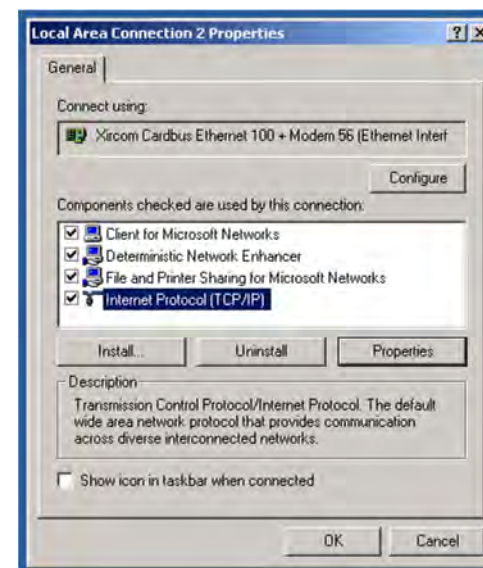 Local Area Connection 2 Properties
General
Connect using:
Xircom Cardbus Ethernet 100 + Modem 56 (Ethernet Interf
Configure
Components checked are used by this connection:
Client for Microsoft Networks
Deterministic Network Enhancer
File and Printer Sharing for Microsoft Networks
Internet Protocol (TCP/IP)
Install... Uninstall Properties
Description
Transmission Control Protocol/Internet Protocol. The default
wide area network protocol that provides communication
across diverse interconnected networks.
Show icon in taskbar when connected
OK Cancel